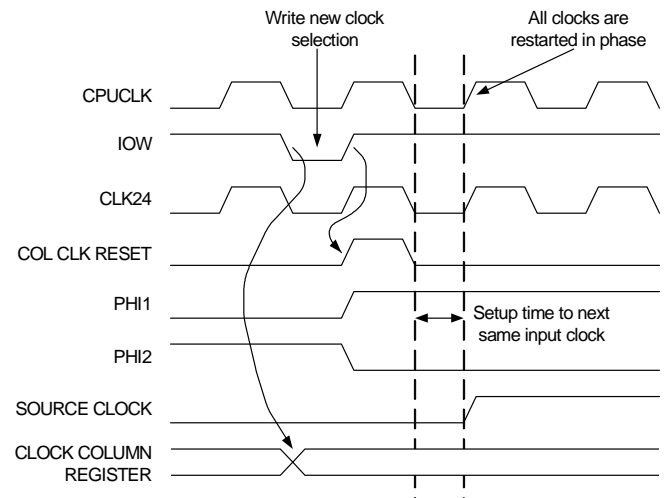 Write new clock
selection
All clocks are
restarted in phase
CPUCLK
IOW
CLK24
COL CLK RESET
PHI1
Setup time to next
same input clock
PHI2
SOURCE CLOCK
CLOCK COLUMN
REGISTER